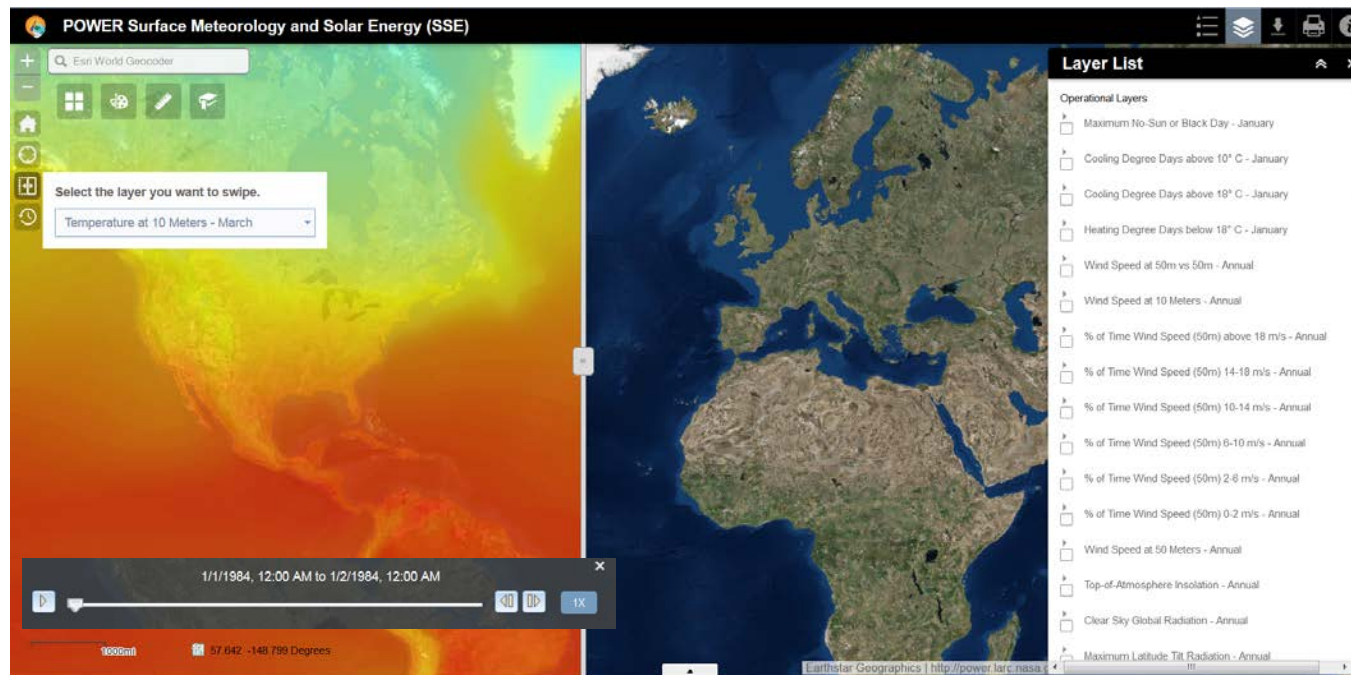 POWER Surface Meteorology and Solar Energy (SSE)
Esri World Geocoder
Select the layer you want to swipe.
Temperature at 10 Meters - March
1/1/1984, 12:00 AM to 1/2/1984, 12:00 AM
1X
1000mi
57.642 -148.799 Degrees
Earthstar Geographics | http://power.larc.nasa.g
Layer List
Operational Layers
Maximum No-Sun or Black Day - January
Cooling Degree Days above 10° C - January
Cooling Degree Days above 18° C - January
Heating Degree Days below 18° C - January
Wind Speed at 50m vs 50m - Annual
Wind Speed at 10 Meters - Annual
% of Time Wind Speed (50m) above 18 m/s - Annual
% of Time Wind Speed (50m) 14-18 m/s - Annual
% of Time Wind Speed (50m) 10-14 m/s - Annual
% of Time Wind Speed (50m) 6-10 m/s - Annual
% of Time Wind Speed (50m) 2-6 m/s - Annual
% of Time Wind Speed (50m) 0-2 m/s - Annual
Wind Speed at 50 Meters - Annual
Top-of-Atmosphere Insolation - Annual
Clear Sky Global Radiation - Annual
Maximum Latitude Tilt Radiation - Annual